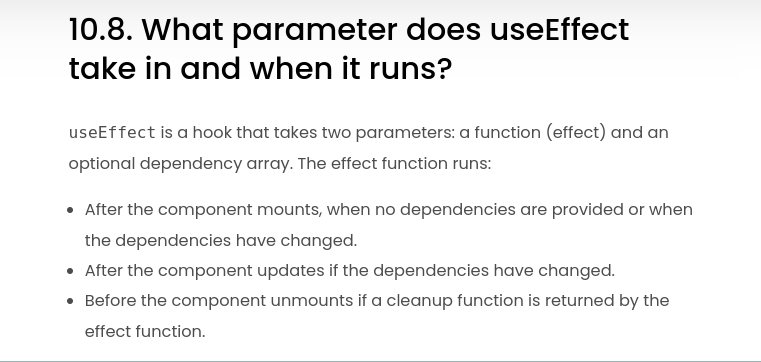 10.8. What parameter does useEffect
take in and when it runs?
useEffect is a hook that takes two parameters: a function (effect) and an
optional dependency array. The effect function runs:
• After the component mounts, when no dependencies are provided or when
the dependencies have changed.
• After the component updates if the dependencies have changed.
• Before the component unmounts if a cleanup function is returned by the
effect function.